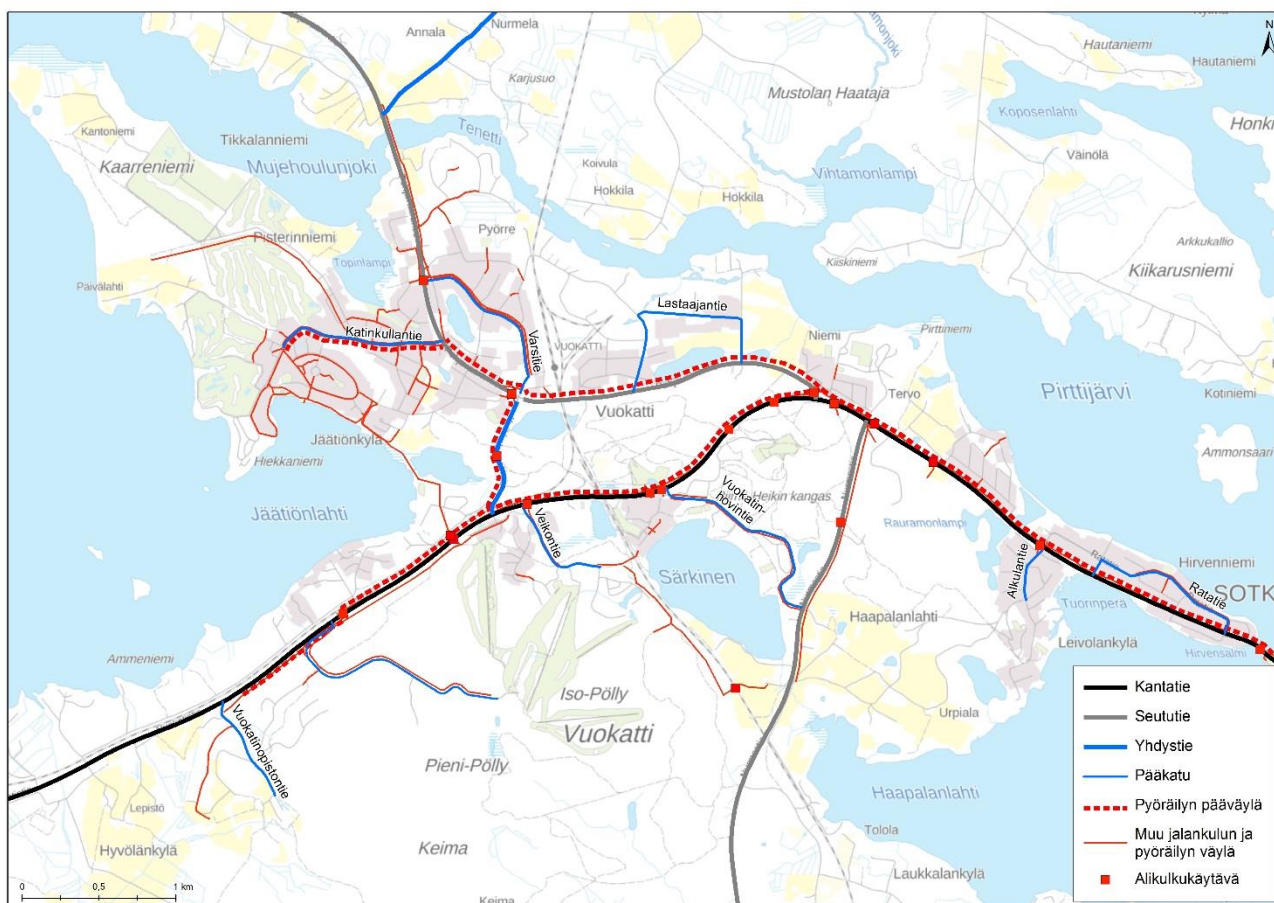 Annala
Nurmela
Karjusuo
Mustolan Haataja
Hautaniemi
Hautaniemi
Koposenlahti
Väinölä
N
Kantoniemi
Tikkalanniemi
Kaarreniemi
Mujehoulunjoki
Tenetti
Koivula
Hokkila
Hokkila
Vihtamonlampi
Arkkukallio
Kiiskiniemi
Kiikarusniemi
Pisterinniemi
Pyörre
Topinlampi
Päivälahti
Katinkullantie
Varsitie
VUOKATTI
Lastaajantie
Niemi
Pirttiniemi
Tervo
Pirttijärvi
Kotiniemi
Ammonsaari
Vuokatti
Jäätiönkylä
Hiekkaniemi
Jäätiönlahti
Heikin kangas
Vuokatin-
hovintie
Rauramonlampi
Veikontie
Särkinen
Alkulantie
Hirvenniemi
Ratatie
SOTK
Tuorinperä
Leivolankylä
Hirvensalmi
Haapalanlahti
Ammeniemi
Iso-Pölly
Vuokatti
Urpiala
Vuokatinopistontie
Pieni-Pölly
Haapalanlahti
Lepistö
Hyvölänkylä
Keima
Tolola
Laukkalankylä
Keima
Kantatie
Seututie
Yhdystie
Pääkatu
Pyöräilyn pääväylä
Muu jalankulun ja
pyöräilyn väylä
Alikulkukäytävä
0 0,5 1 km